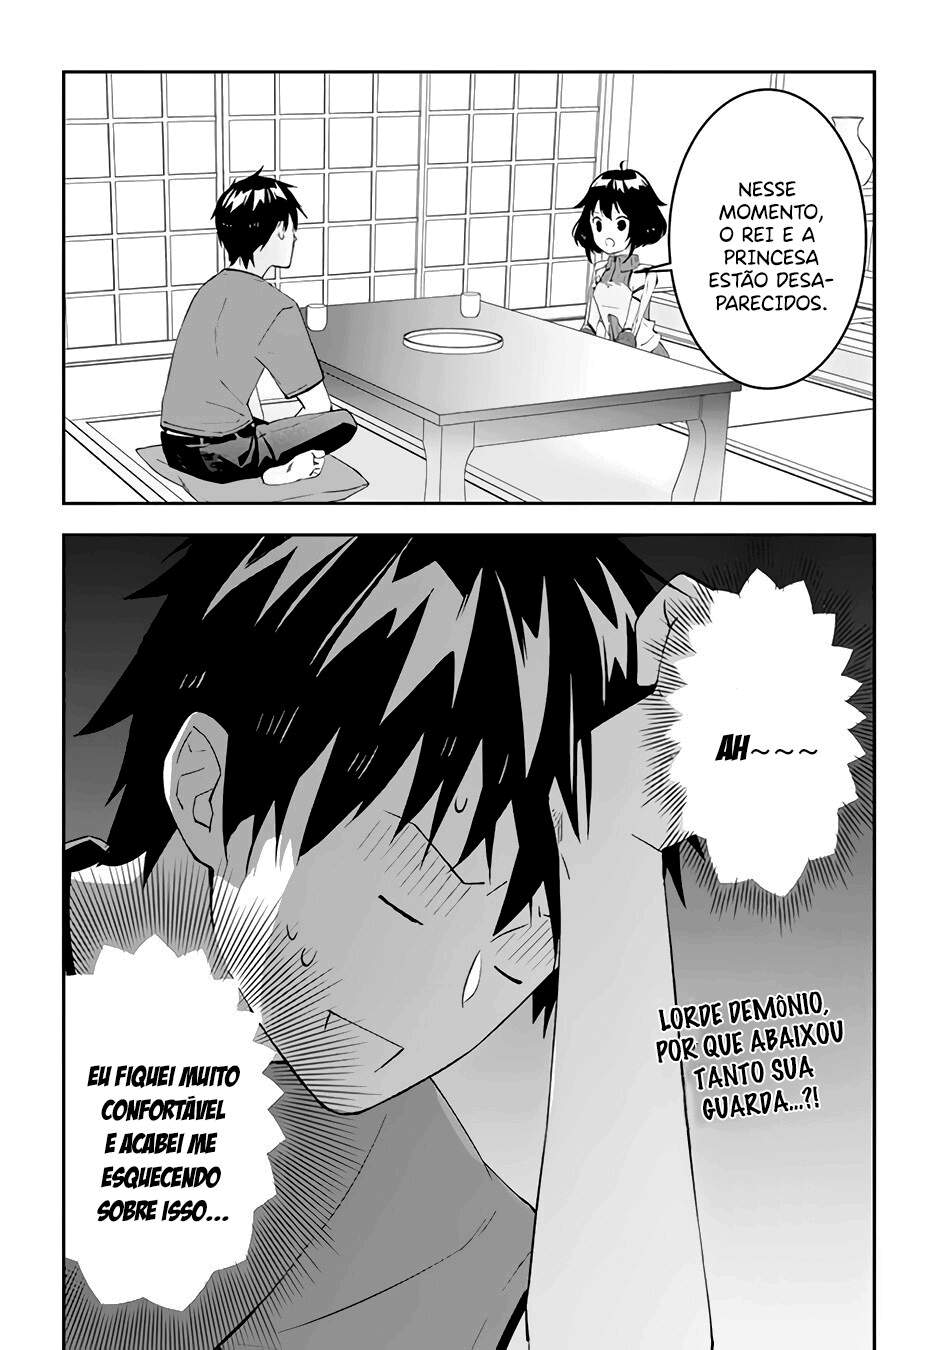 NESSE
MOMENTO,
O REI E A
PRINCESA
ESTÃO DESA-
PARECIDOS.
AH~~~
EU FIQUEI MUITO
CONFORTÁVEL
E ACABEI ME
ESQUECENDO
SOBRE ISSO...
LORDE DEMÔNIO,
POR QUE ABAIXOU
TANTO SUA
GUARDA...?!